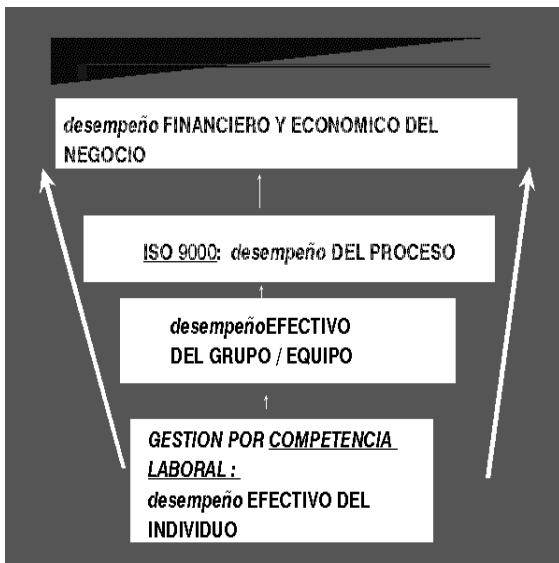 desempeño FINANCIERO Y ECONOMICO DEL
NEGOCIO
ISO 9000: desempeño DEL PROCESO
desempeñoEFECTIVO
DEL GRUPO / EQUIPO
GESTION POR COMPETENCIA
LABORAL :
desempeño EFECTIVO DEL
INDIVIDUO